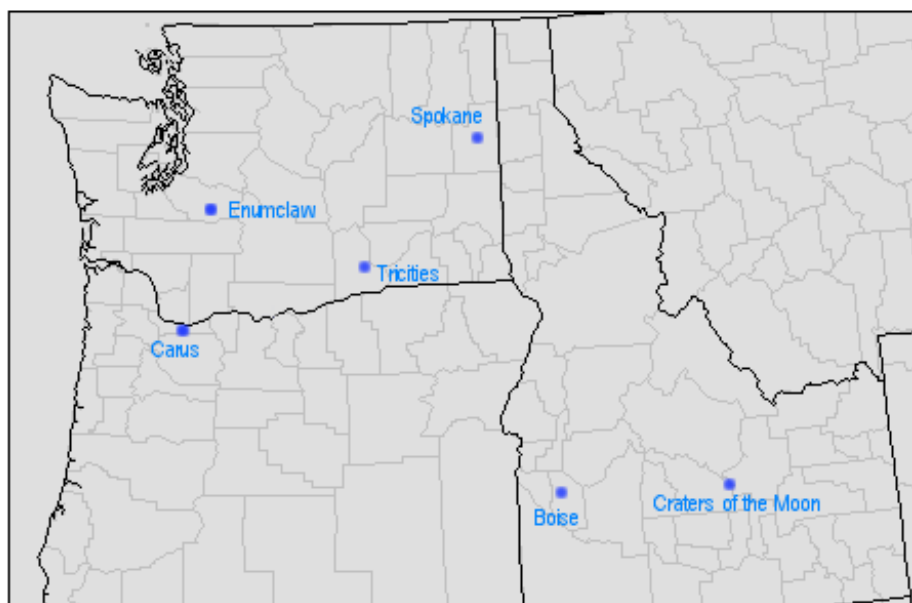 Spokane
Enumclaw
Tricities
Carus
Craters of the Moon
Boise